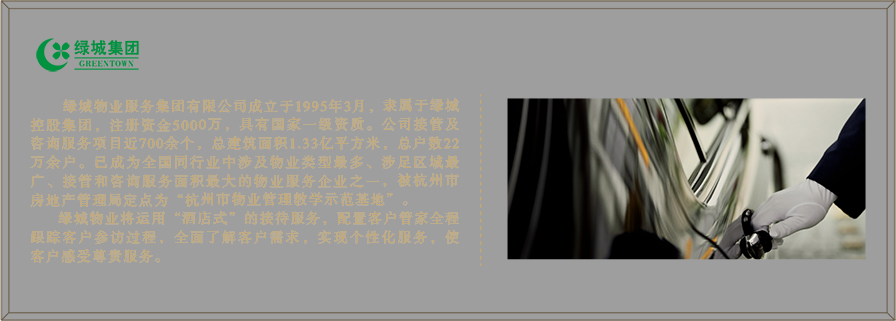 绿城集团
GREENTOWN
绿城物业服务集团有限公司成立于1995年3月，隶属于绿城
控股集团，注册资金5000万，具有国家一级资质。公司接管及
咨询服务项目近700余个，总建筑面积1.33亿平方米，总户数22
万余户。已成为全国同行业中涉及物业类型最多、涉足区域最
广、接管和咨询服务面积最大的物业服务企业之一，被杭州市
房地产管理局定点为“杭州市物业管理教学示范基地”。
绿城物业将运用“酒店式”的接待服务，配置客户管家全程
跟踪客户参访过程，全面了解客户需求，实现个性化服务，使
客户感受尊贵服务。